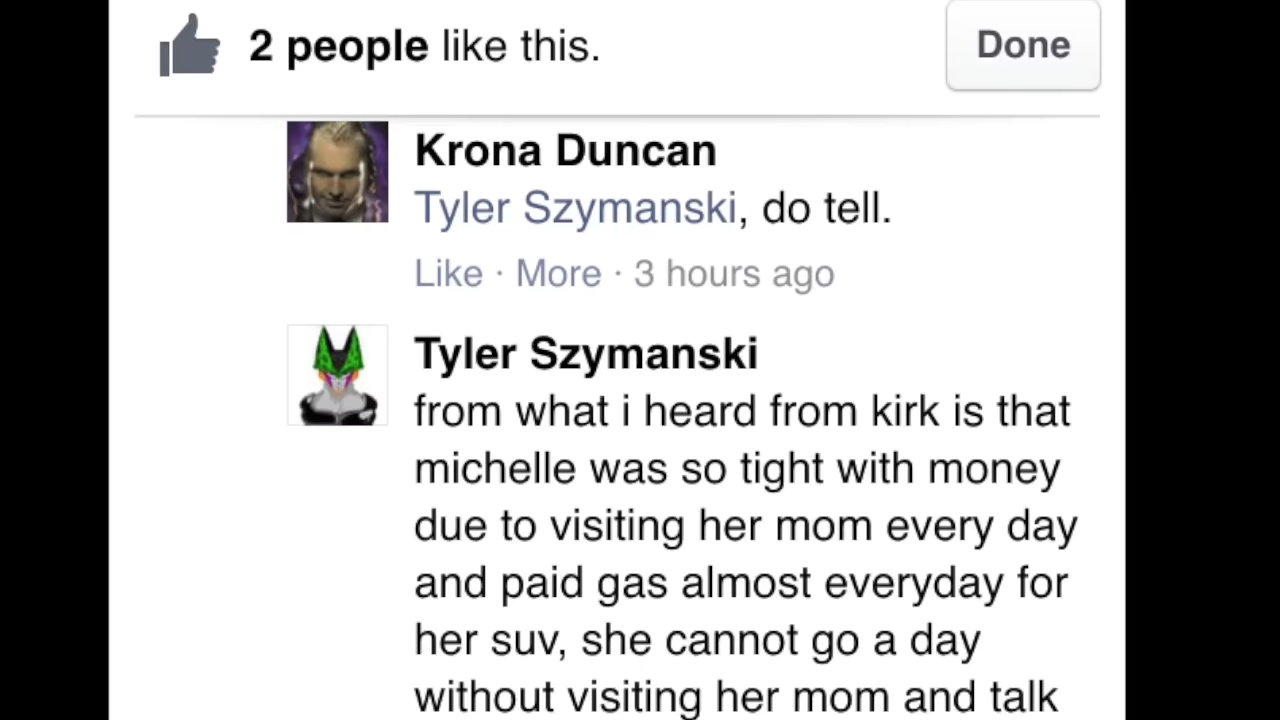 2 people like this.
Done
Krona Duncan
Tyler Szymanski, do tell.
Like · More · 3 hours ago
Tyler Szymanski
from what i heard from kirk is that
michelle was so tight with money
due to visiting her mom every day
and paid gas almost everyday for
her suv, she cannot go a day
without visiting her mom and talk